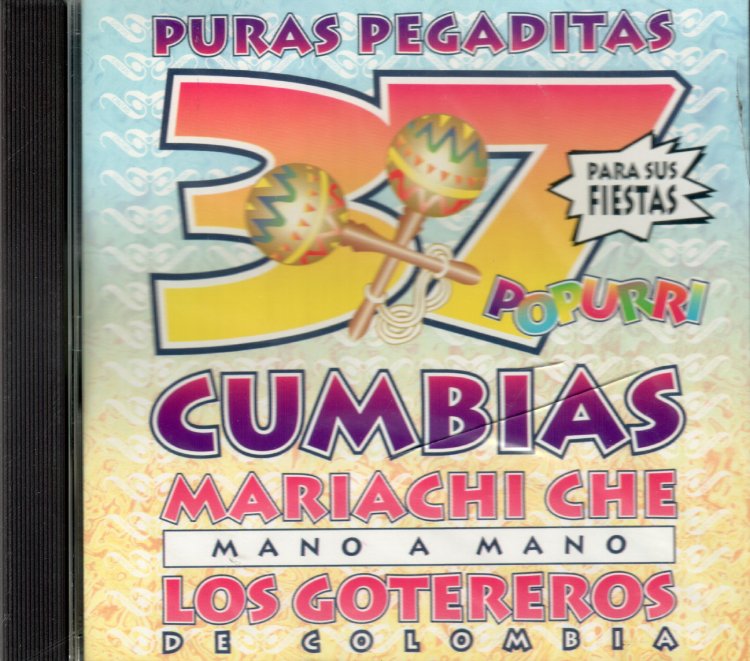 PURAS PEGADITAS
37
PARA SUS
FIESTAS
POPURRI
CUMBIAS
MARIACHI CHE
MANO A MANO
LOS GOTEREROS
DE COLOMBIA